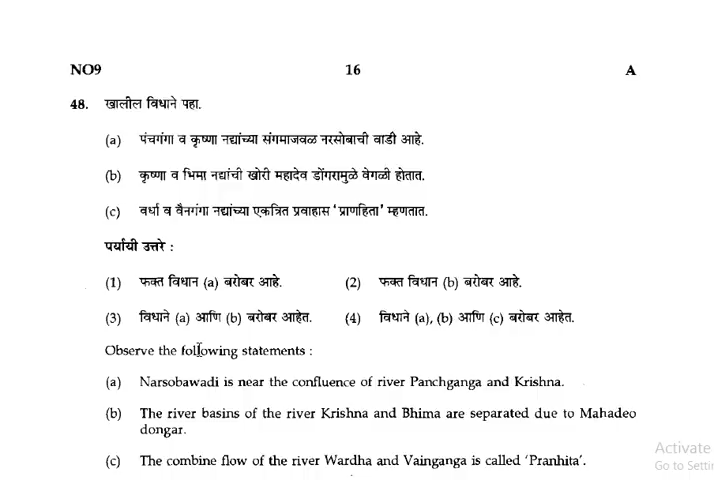 NO9 16 A
48. खालील विधाने पहा.
(a) पंचगंगा व कृष्णा नद्यांच्या संगमाजवळ नरसोबाची वाडी आहे.
(b) कृष्णा व भिमा नद्यांची खोरी महादेव डोंगरामुळे वेगळी होतात.
(c) वर्धा व वैनगंगा नद्यांच्या एकत्रित प्रवाहास 'प्राणहिता' म्हणतात.
पर्यायी उत्तरे :
(1) फक्त विधान (a) बरोबर आहे. (2) फक्त विधान (b) बरोबर आहे.
(3) विधाने (a) आणि (b) बरोबर आहेत. (4) विधाने (a), (b) आणि (c) बरोबर आहेत.
Observe the following statements :
(a) Narsobawadi is near the confluence of river Panchganga and Krishna.
(b) The river basins of the river Krishna and Bhima are separated due to Mahadeo
dongar.
(c) The combine flow of the river Wardha and Vainganga is called 'Pranhita'.
Activate
Go to Settin